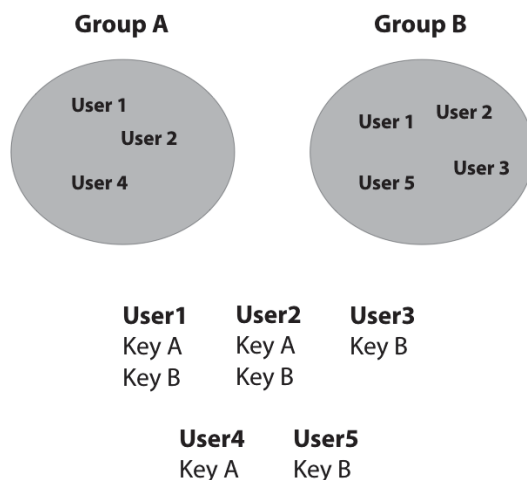 Group A
Group B
User 1
User 2
User 4
User 1
User 2
User 3
User 5
User1
Key A
Key B
User2
Key A
Key B
User3
Key B
User4
Key A
User5
Key B